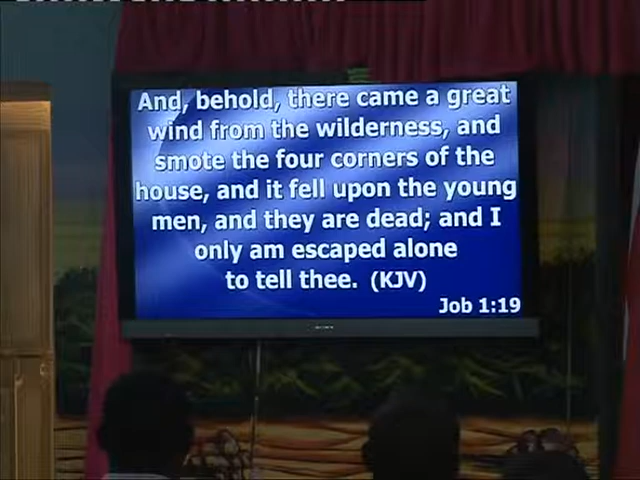 And, behold, there came a great
wind from the wilderness, and
smote the four corners of the
house, and it fell upon the young
men, and they are dead; and I
only am escaped alone
to tell thee. (KJV)
Job 1:19